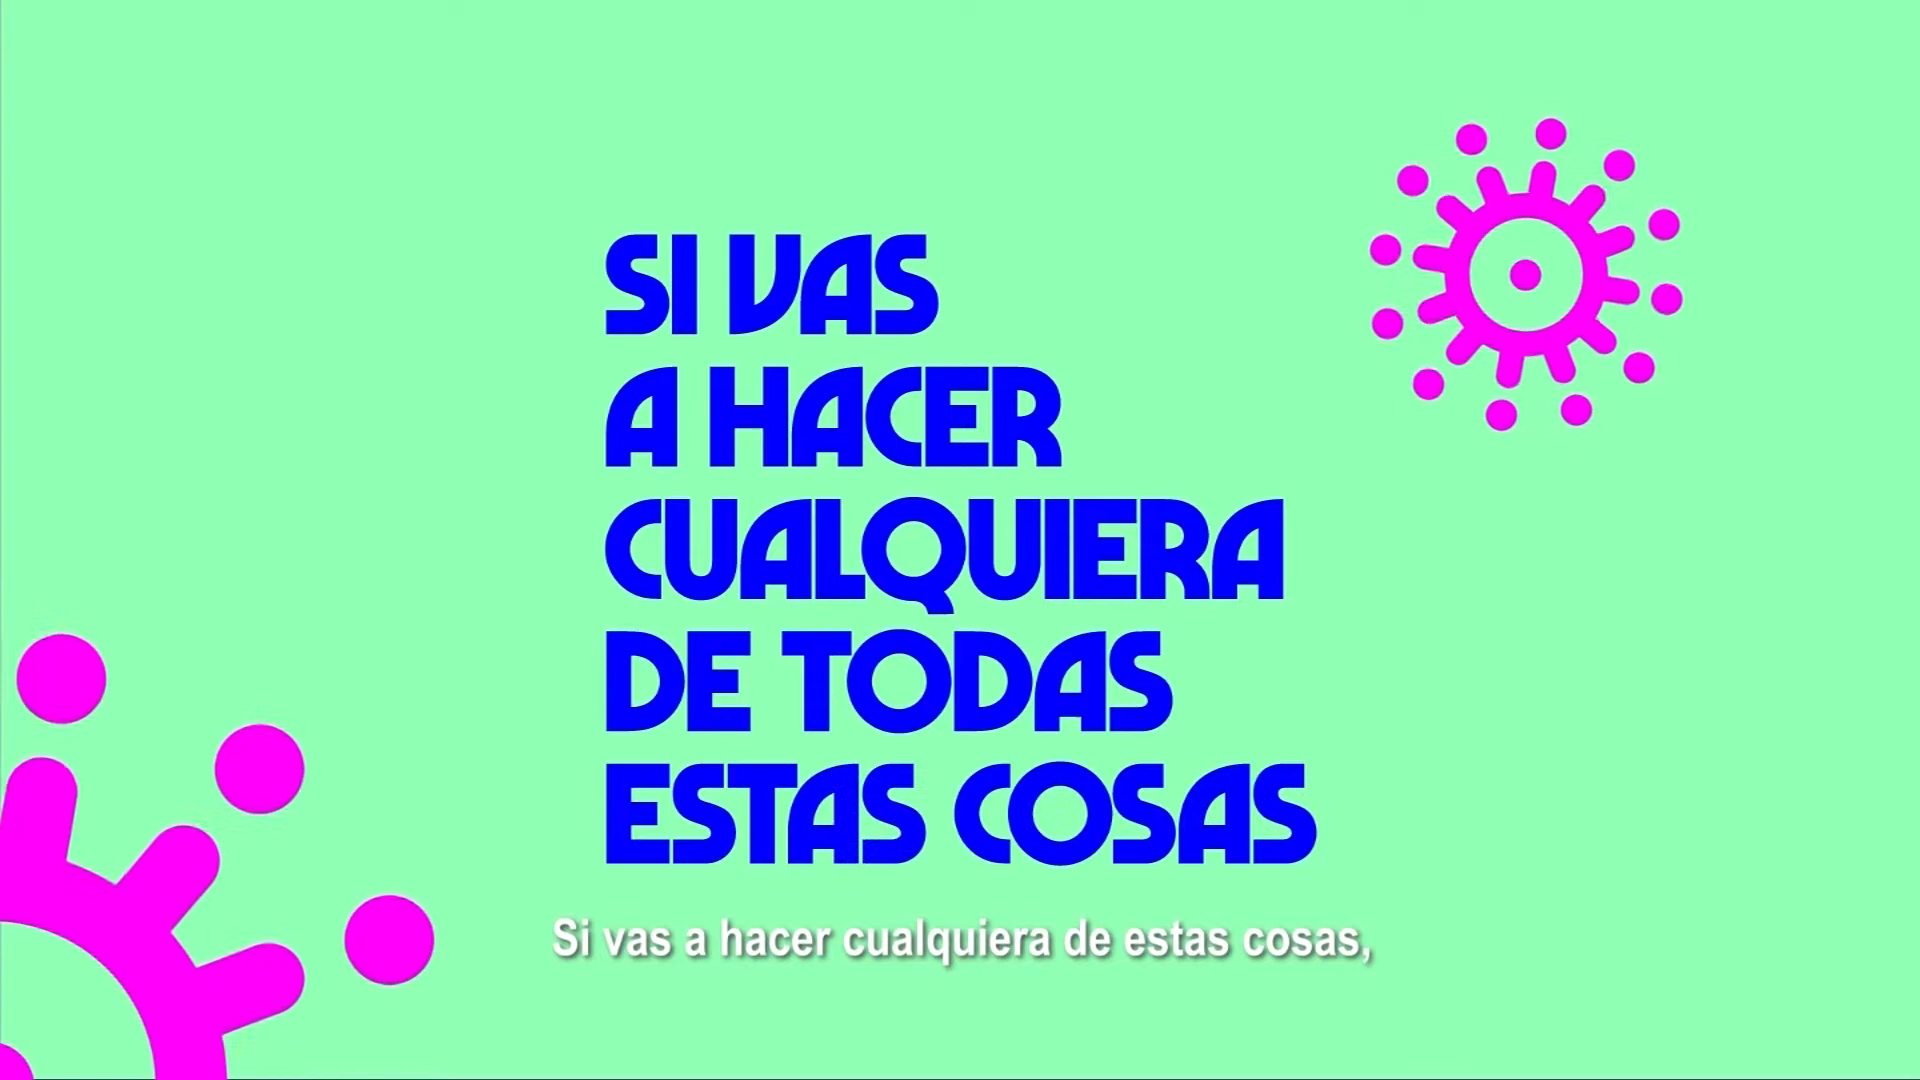 SI VAS
A HACER
CUALQUIERA
DE TODAS
ESTAS COSAS
Si vas a hacer cualquiera de estas cosas,